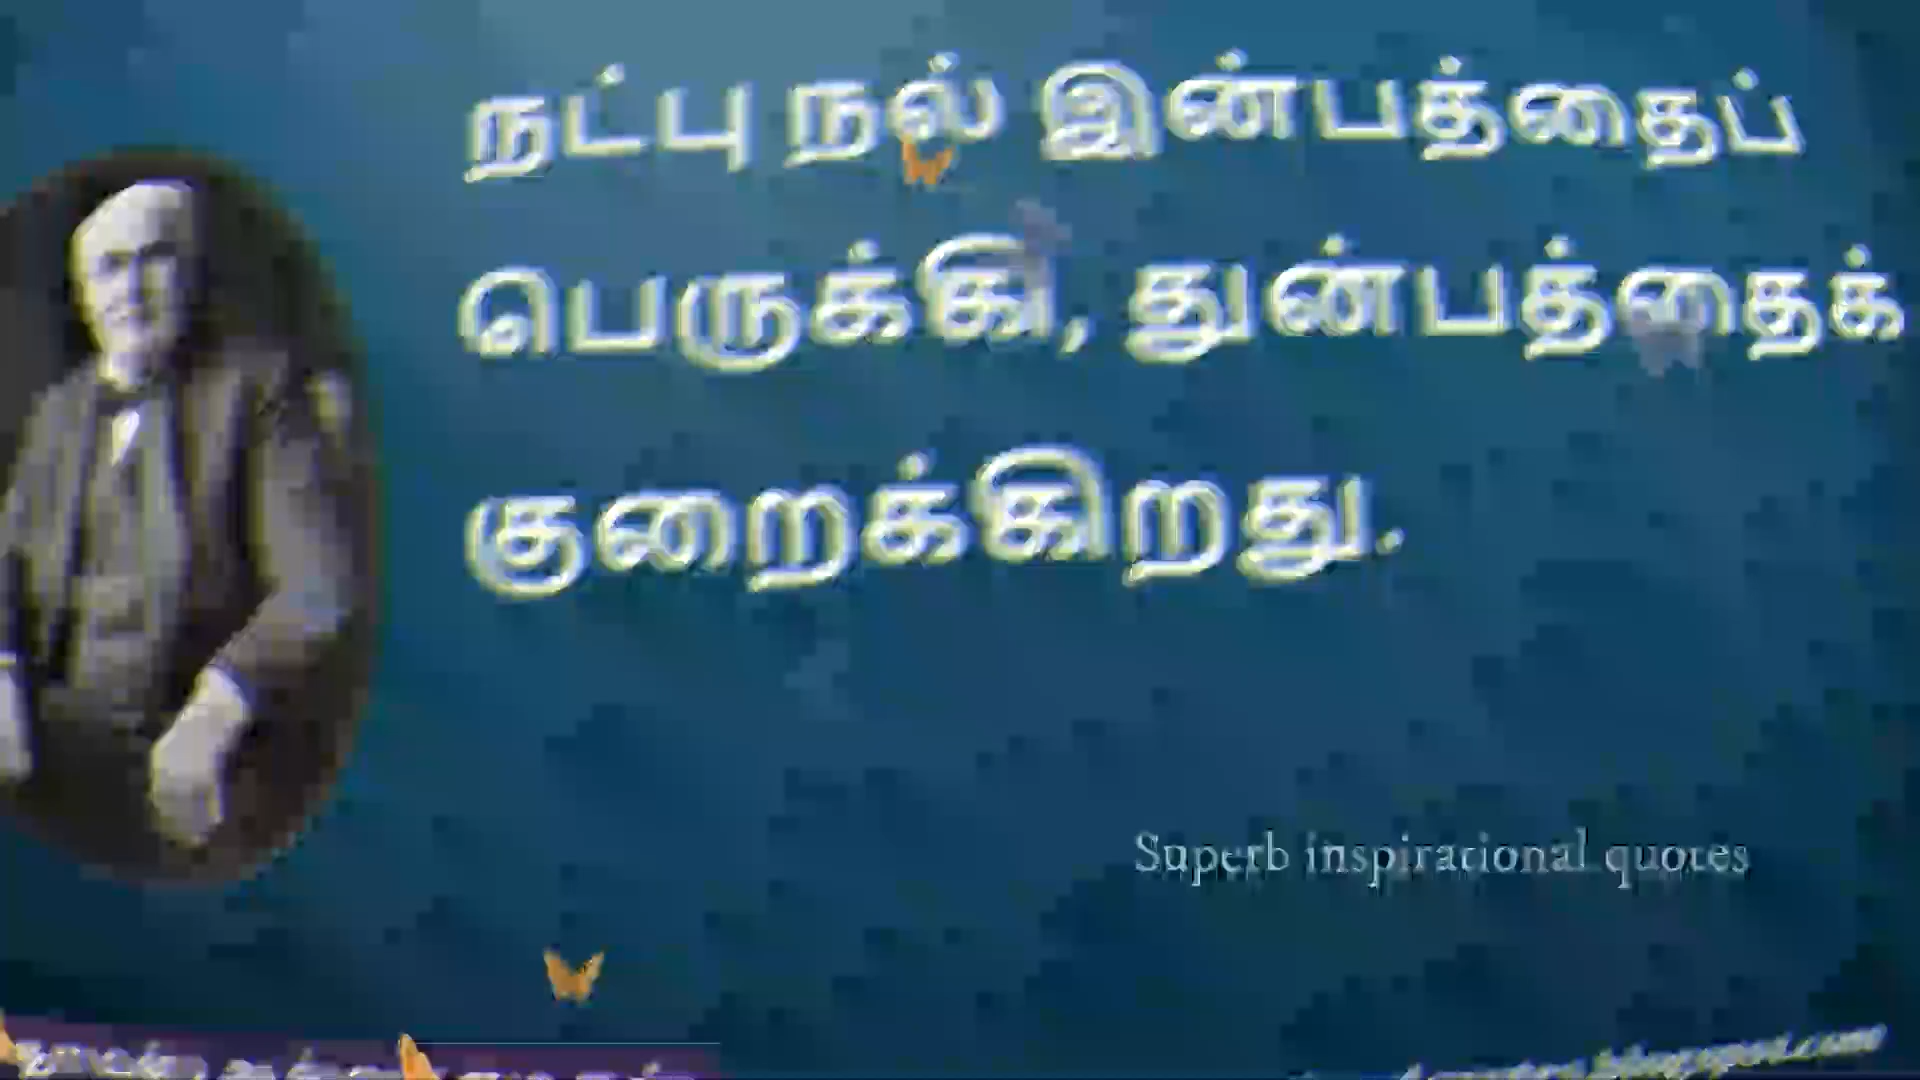 நட்பு நல் இன்பத்தைப்
பெருக்கி, துன்பத்தைக்
குறைக்கிறது.
Superb inspirational quotes